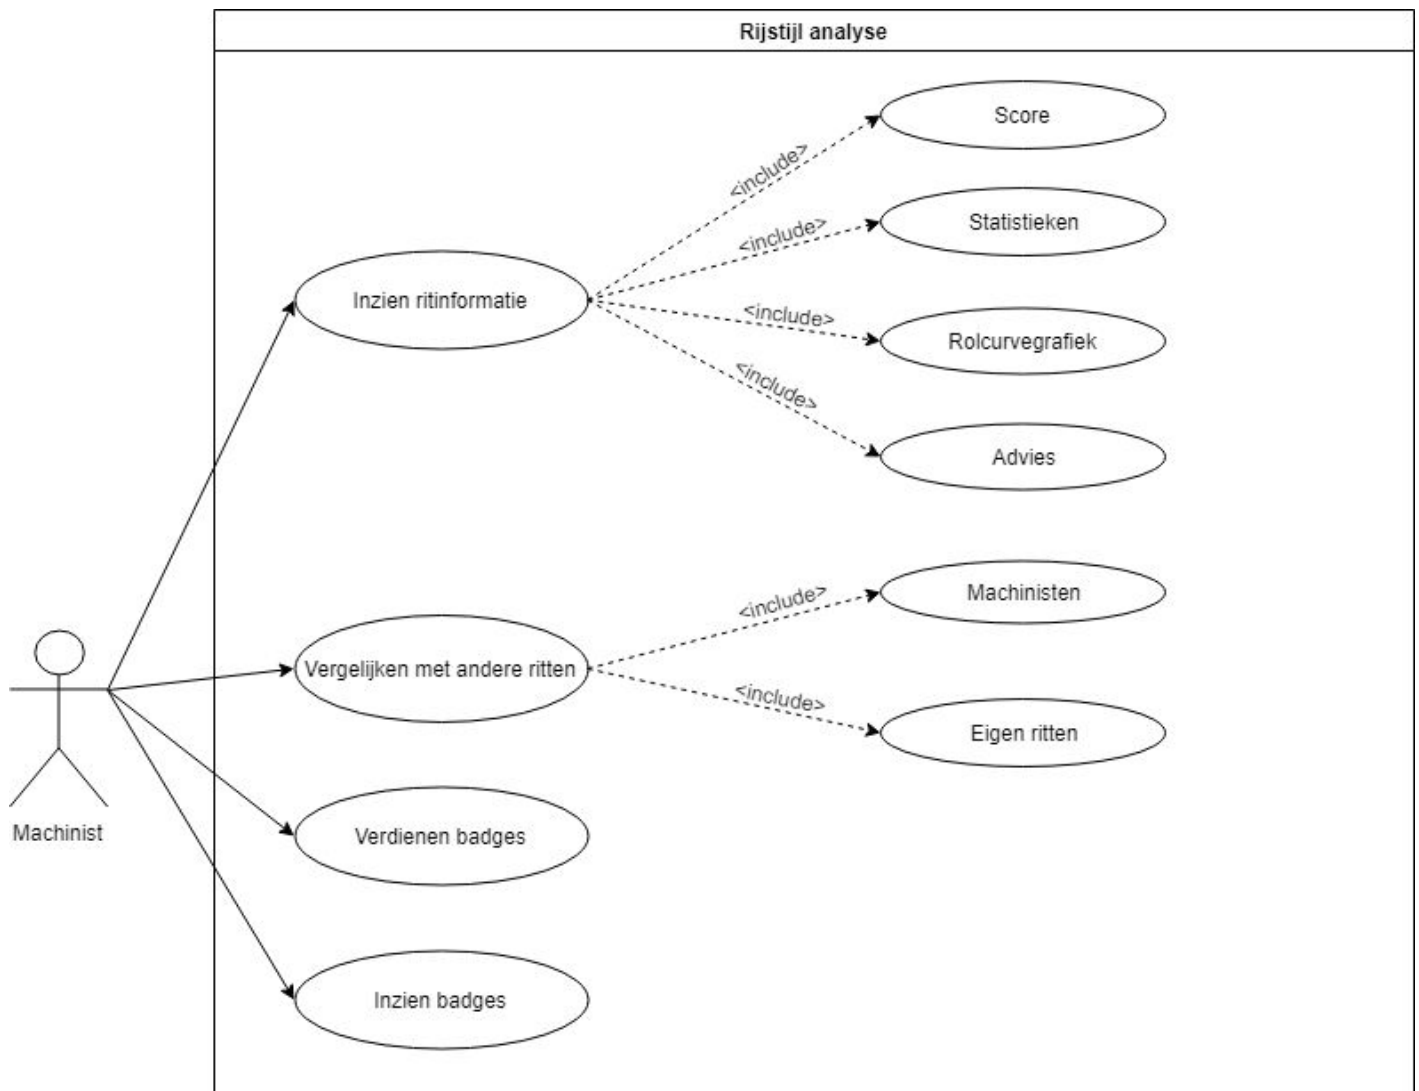 Rijstijl analyse
Score
<include>
Statistieken
<include>
Inzien ritinformatie
<include>
Rolcurvegrafiek
<include>
Advies
<include>
Machinisten
Vergelijken met andere ritten
<include>
Eigen ritten
Machinist
Verdienen badges
Inzien badges